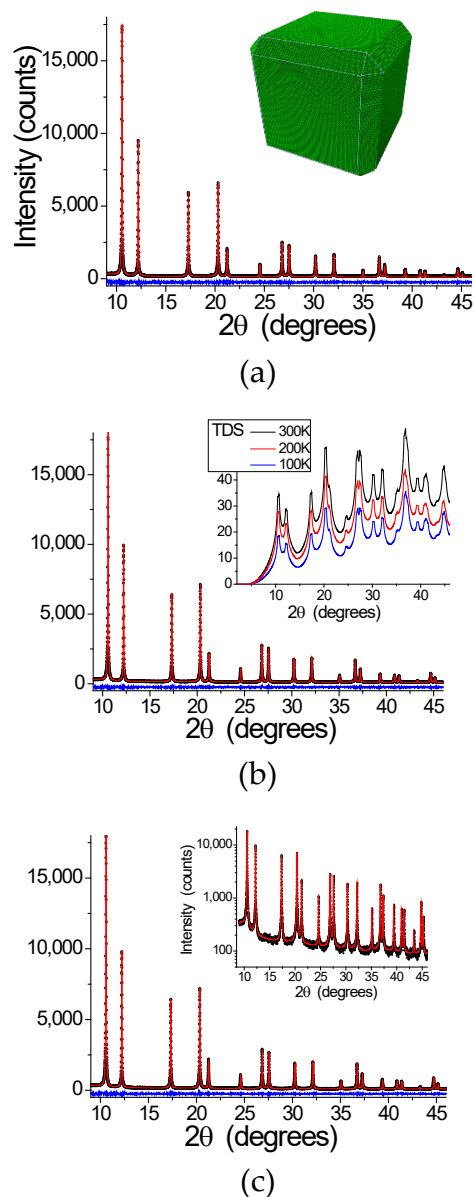 15,000
10,000
5,000
0
Intensity (counts)
10 15 20 25 30 35 40 45
2θ (degrees)
(a)
TDS
300K
200K
100K
40
30
20
10
0
0 10 20 30 40
2θ (degrees)
15,000
10,000
5,000
0
10 15 20 25 30 35 40 45
2θ (degrees)
(b)
10,000
1,000
100
Intensity (counts)
10 15 20 25 30 35 40 45
2θ (degrees)
15,000
10,000
5,000
0
10 15 20 25 30 35 40 45
2θ (degrees)
(c)